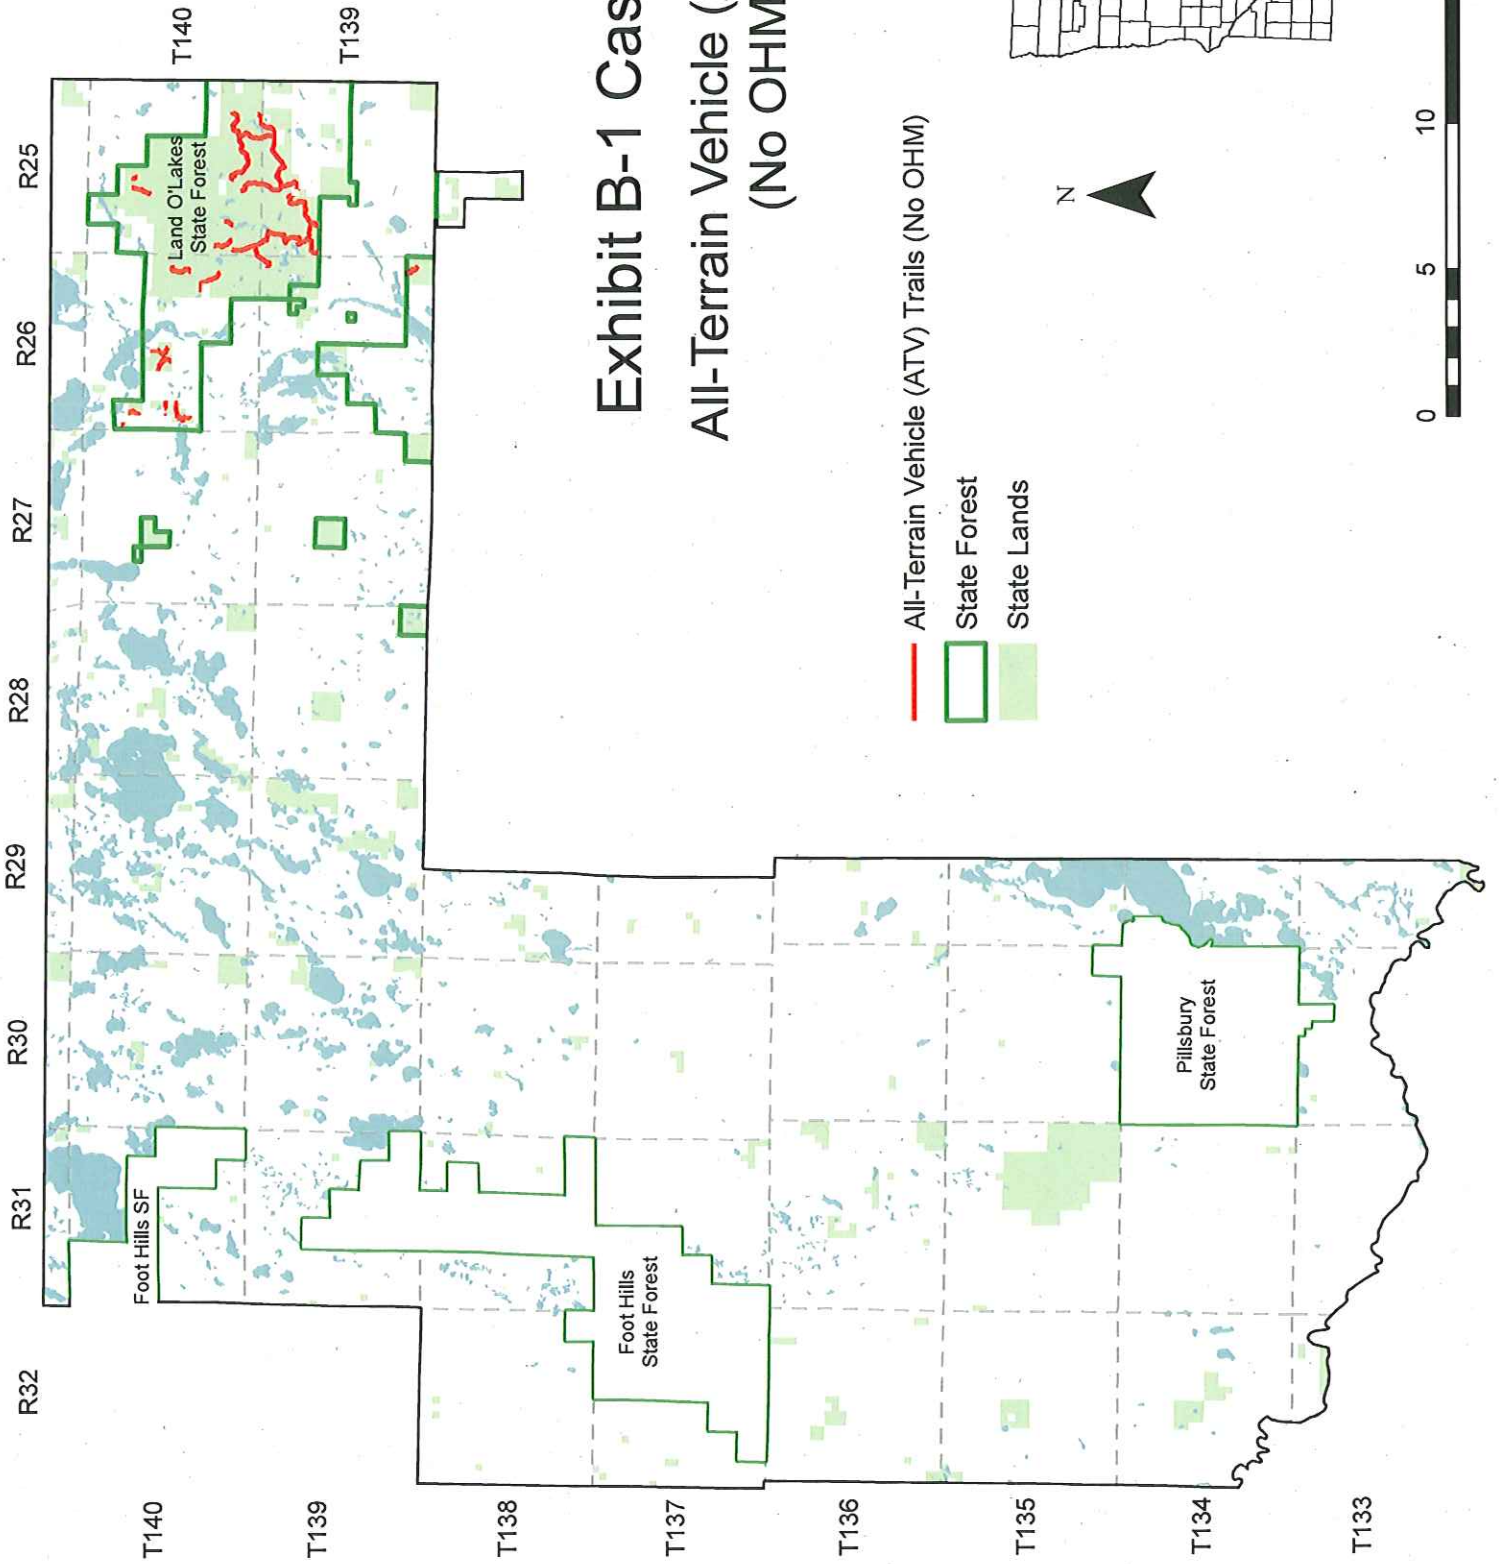 Exhibit B-1 Cas
All-Terrain Vehicle (
(No OHM)
R32
R31
R30
R29
R28
R27
R26
R25
T140
T139
T140
T139
T138
T137
T136
T135
T134
T133
Land O'Lakes
State Forest
Foot Hills SF
Foot Hills
State Forest
Pillsbury
State Forest
All-Terrain Vehicle (ATV) Trails (No OHM)
State Forest
State Lands
N
0
5
10